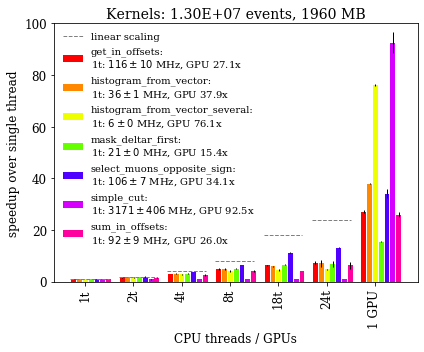 Kernels: 1.30E+07 events, 1960 MB
speedup over single thread
100
80
60
40
20
0
linear scaling
get_in_offsets:
1t: 116 ± 10 MHz, GPU 27.1x
histogram_from_vector:
1t: 36 ± 1 MHz, GPU 37.9x
histogram_from_vector_several:
1t: 6 ± 0 MHz, GPU 76.1x
mask_deltar_first:
1t: 21 ± 0 MHz, GPU 15.4x
select_muons_opposite_sign:
1t: 106 ± 7 MHz, GPU 34.1x
simple_cut:
1t: 3171 ± 406 MHz, GPU 92.5x
sum_in_offsets:
1t: 92 ± 9 MHz, GPU 26.0x
1t
2t
4t
8t
18t
24t
1 GPU
CPU threads / GPUs